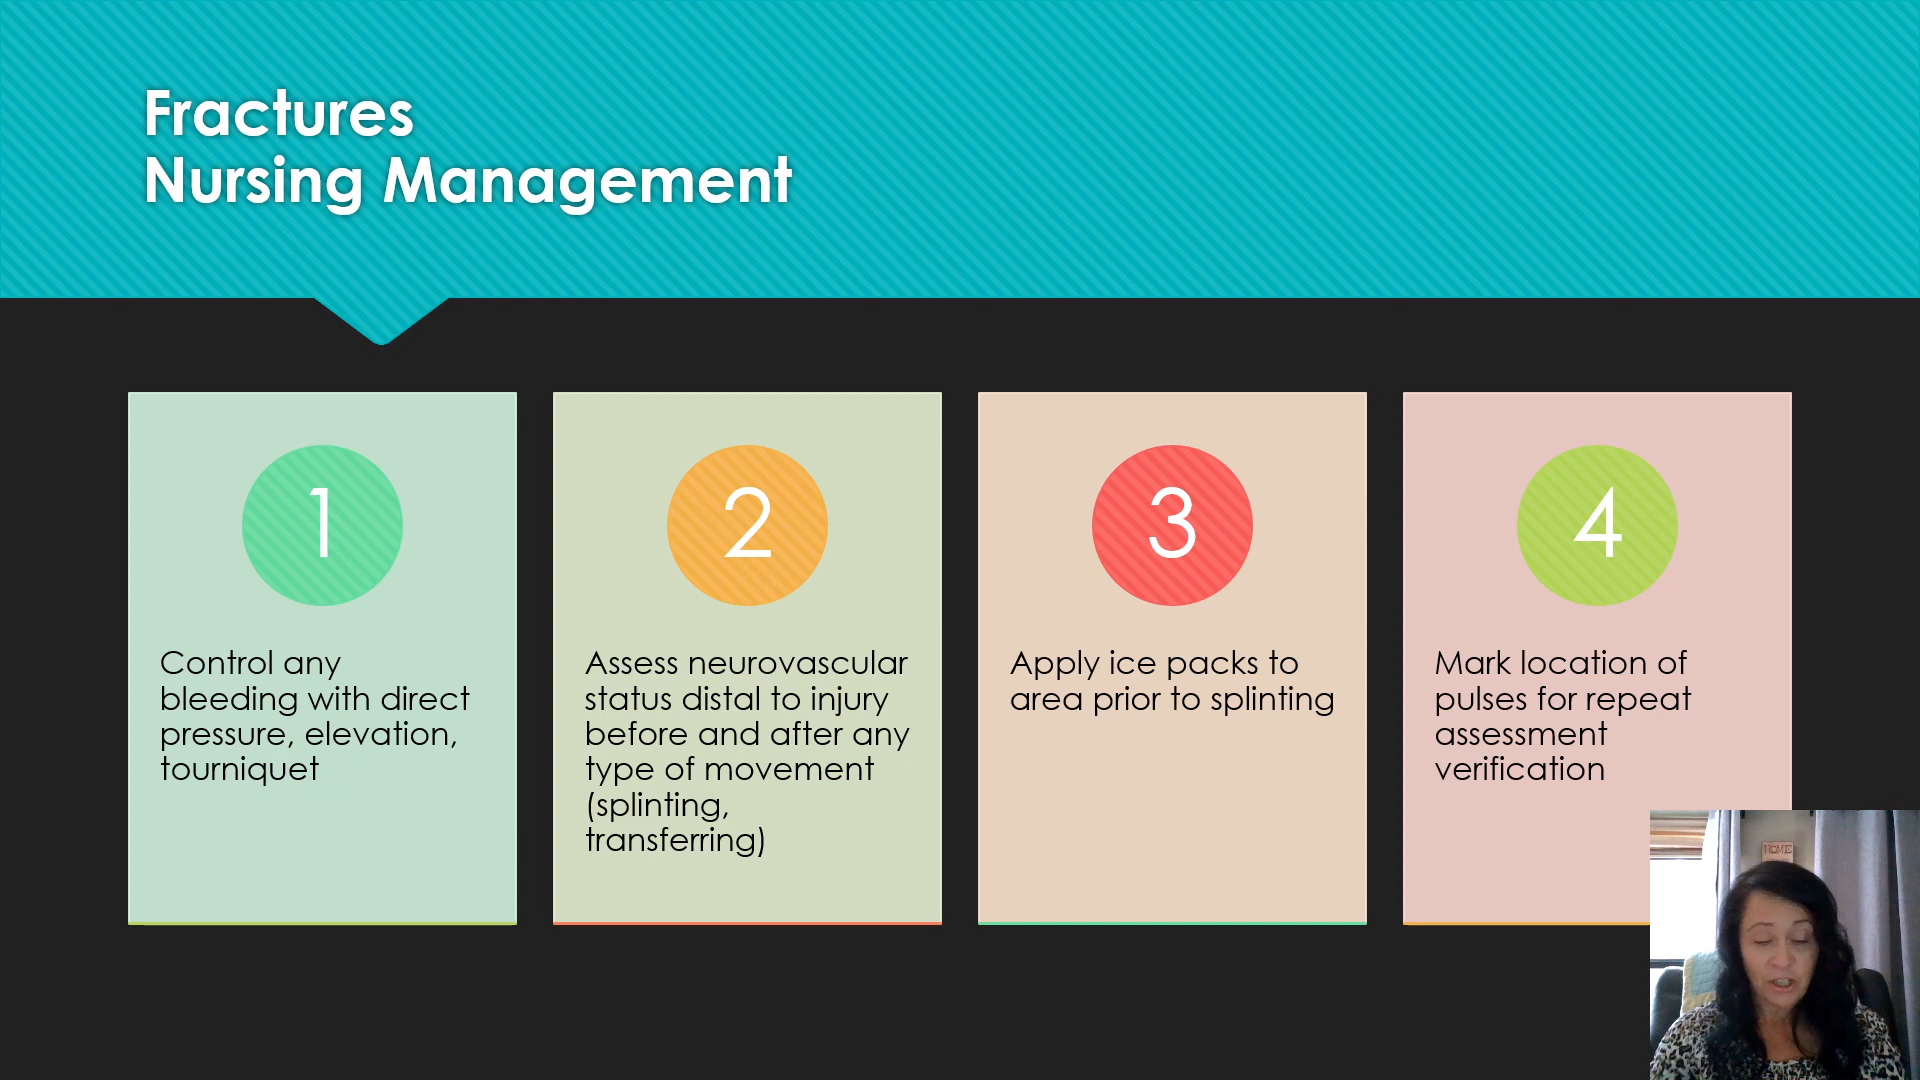 Fractures
Nursing Management
1
Control any
bleeding with direct
pressure, elevation,
tourniquet
2
Assess neurovascular
status distal to injury
before and after any
type of movement
(splinting,
transferring)
3
Apply ice packs to
area prior to splinting
4
Mark location of
pulses for repeat
assessment
verification
HOME